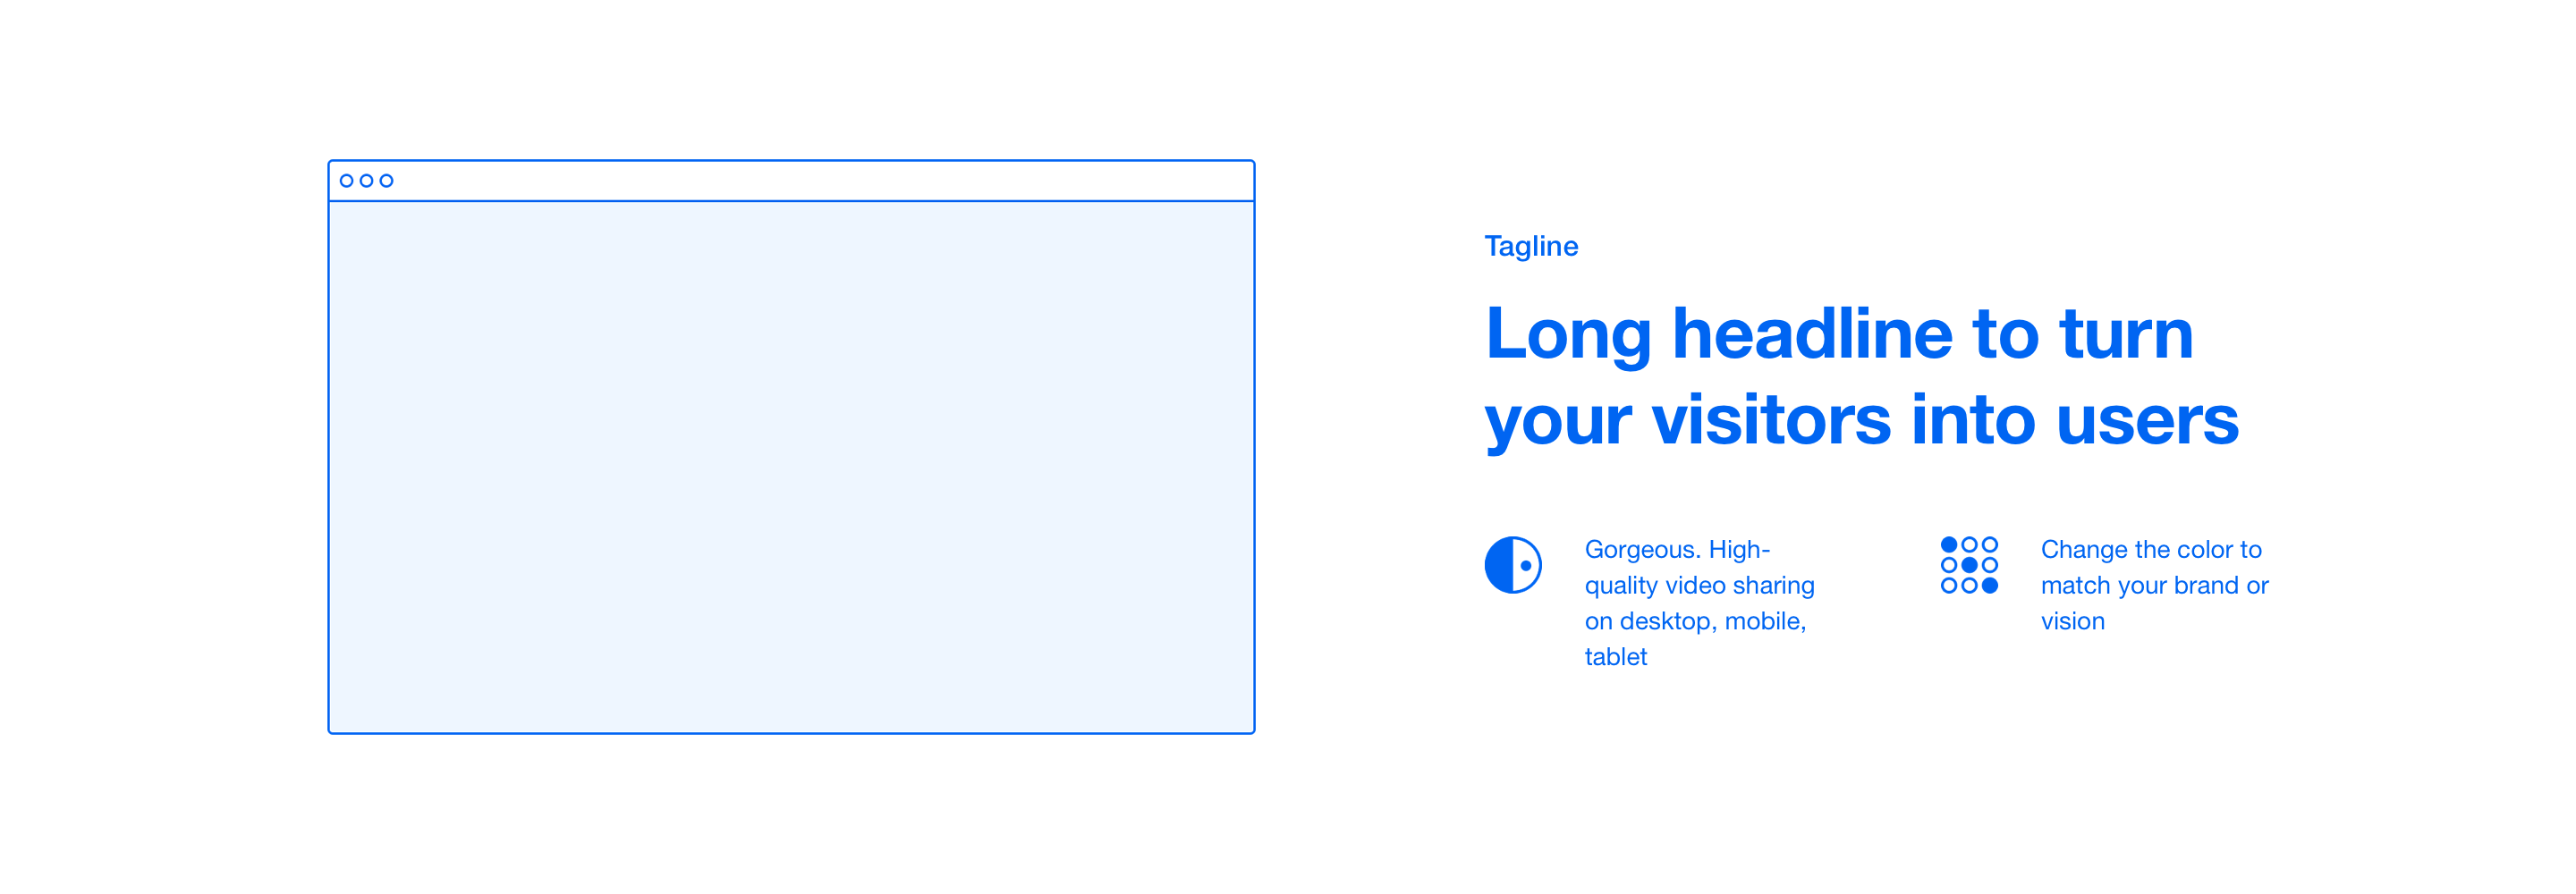 Tagline
Long headline to turn
your visitors into users
Gorgeous. High-
quality video sharing
on desktop, mobile,
tablet
Change the color to
match your brand or
vision